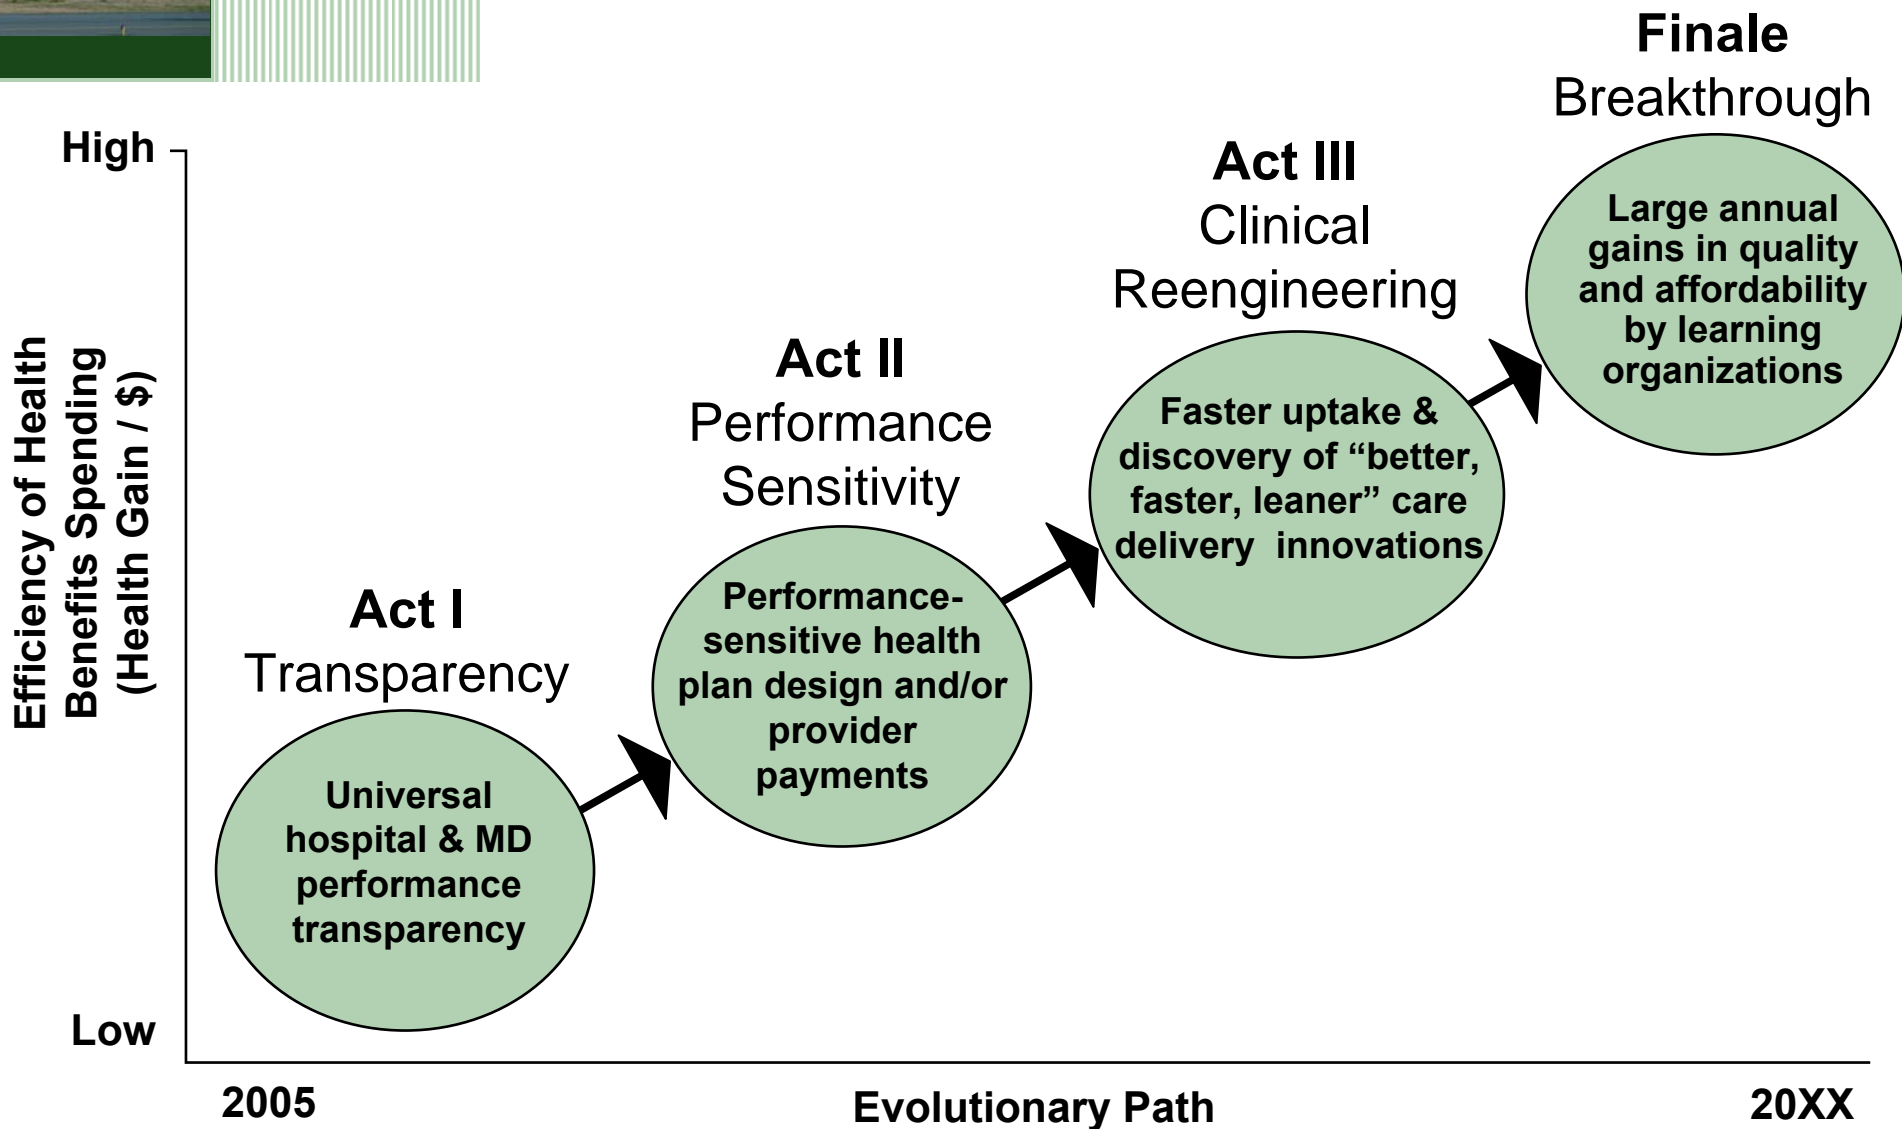 Finale
Breakthrough
High
Act III
Clinical
Reengineering
Large annual
gains in quality
and affordability
by learning
organizations
Efficiency of Health
Benefits Spending
(Health Gain / $)
Act II
Performance
Sensitivity
Faster uptake &
discovery of “better,
faster, leaner” care
delivery  innovations
Act I
Transparency
Performance-
sensitive health
plan design and/or
provider
payments
Universal
hospital & MD
performance
transparency
Low
2005
Evolutionary Path
20XX